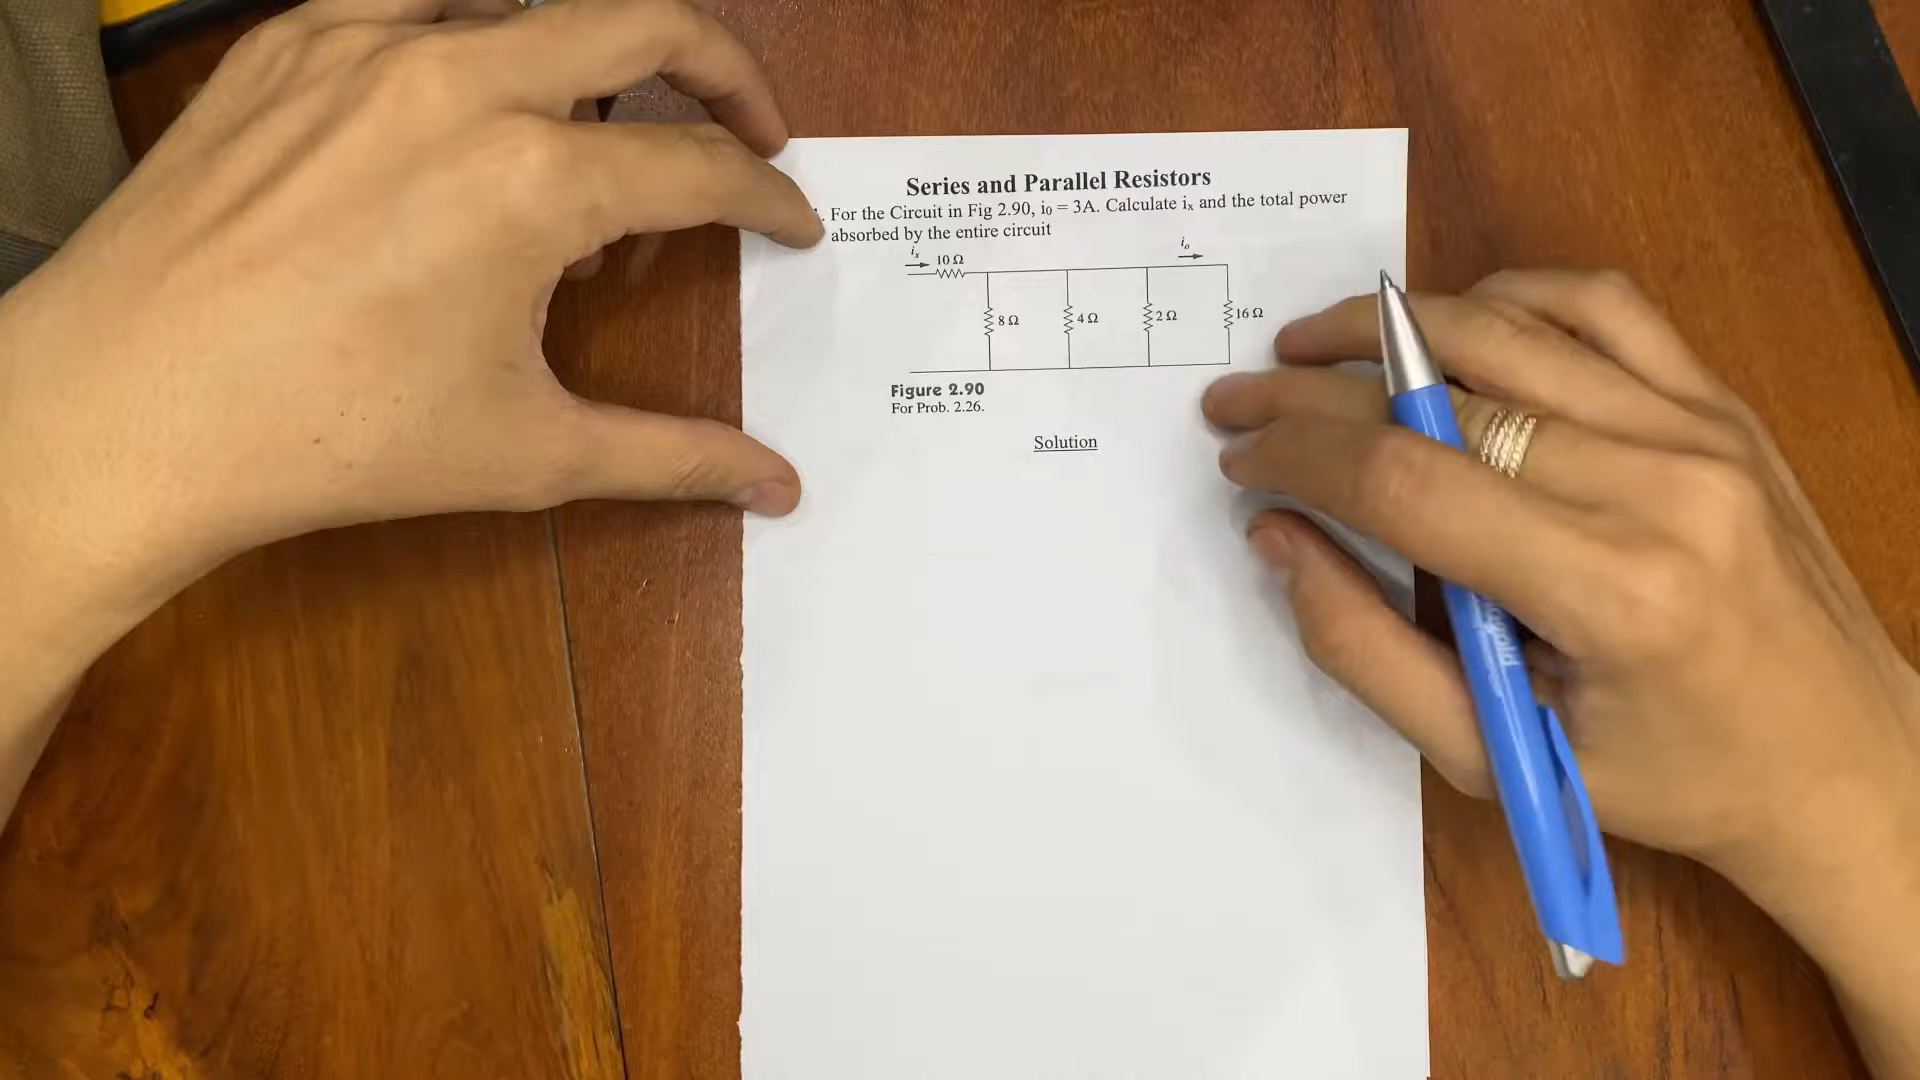 Series and Parallel Resistors
. For the Circuit in Fig 2.90, i₀ = 3A. Calculate iₓ and the total power
absorbed by the entire circuit
iₓ
10 Ω
iₒ
8 Ω
4 Ω
2 Ω
16 Ω
Figure 2.90
For Prob. 2.26.
Solution